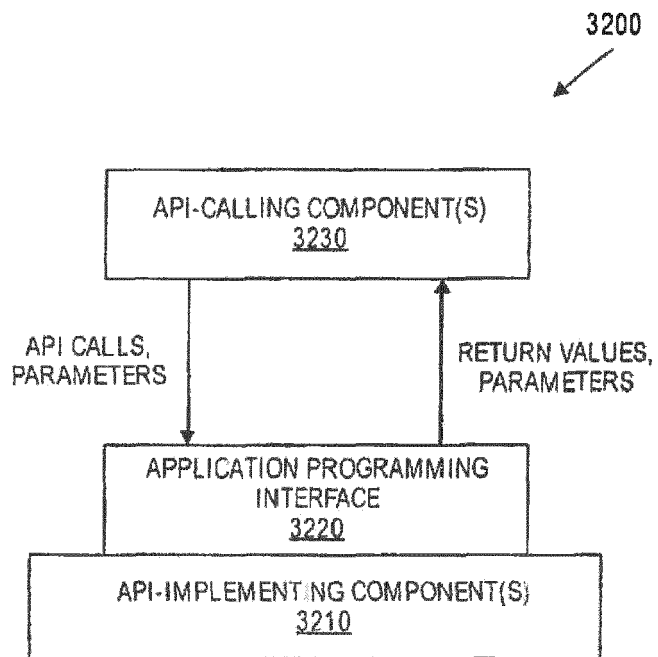 3200
API-CALLING COMPONENT(S)
3230
API CALLS,
PARAMETERS
RETURN VALUES,
PARAMETERS
APPLICATION PROGRAMMING
INTERFACE
3220
API-IMPLEMENTING COMPONENT(S)
3210